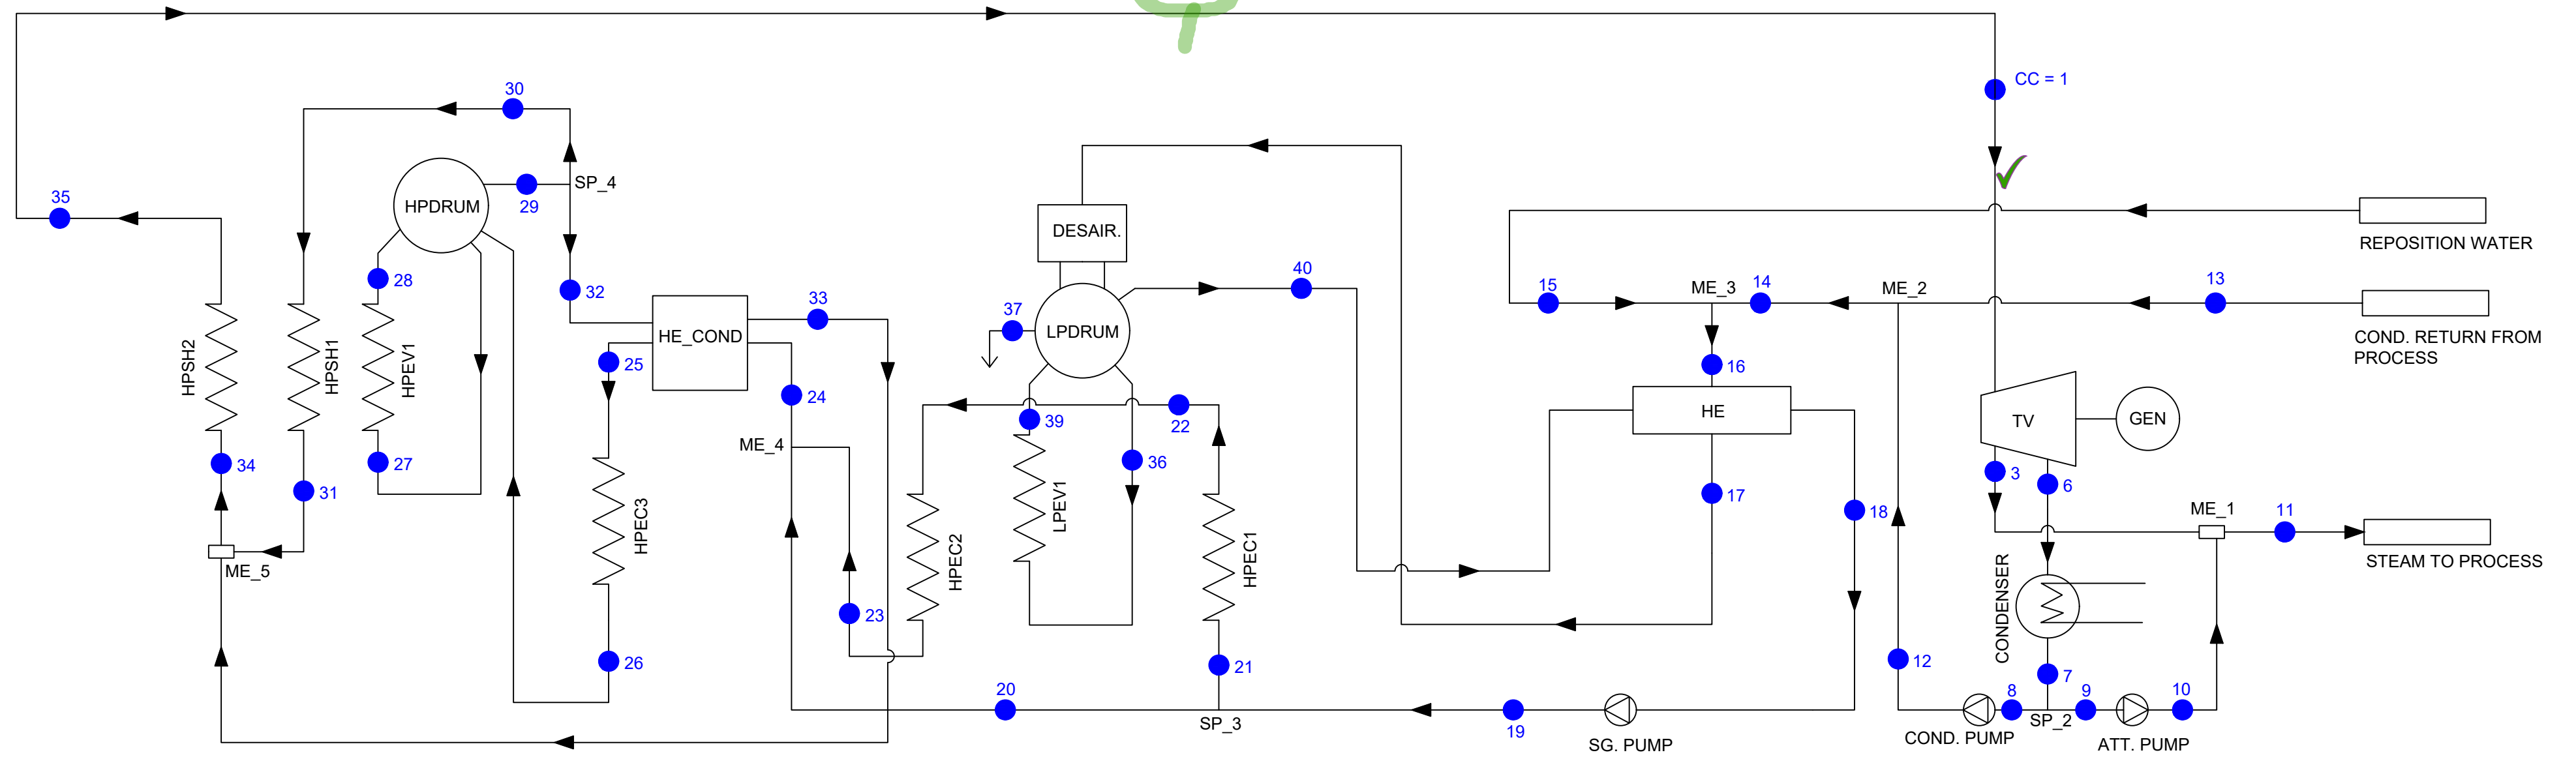 CC = 1
30
HPDRUM
29
SP_4
35
28
32
33
HE_COND
25
24
HPSH2
HPSH1
HPEV1
34
27
31
ME_5
HPEC3
26
ME_4
23
HPEC2
DESAIR.
37
LPDRUM
40
39
22
36
LPEV1
HPEC1
21
20
SP_3
19
SG. PUMP
15
ME_3
14
ME_2
13
16
HE
17
18
REPOSITION WATER
COND. RETURN FROM
PROCESS
TV
GEN
3
6
ME_1
11
STEAM TO PROCESS
CONDENSER
12
7
8
9
10
SP_2
COND. PUMP
ATT. PUMP